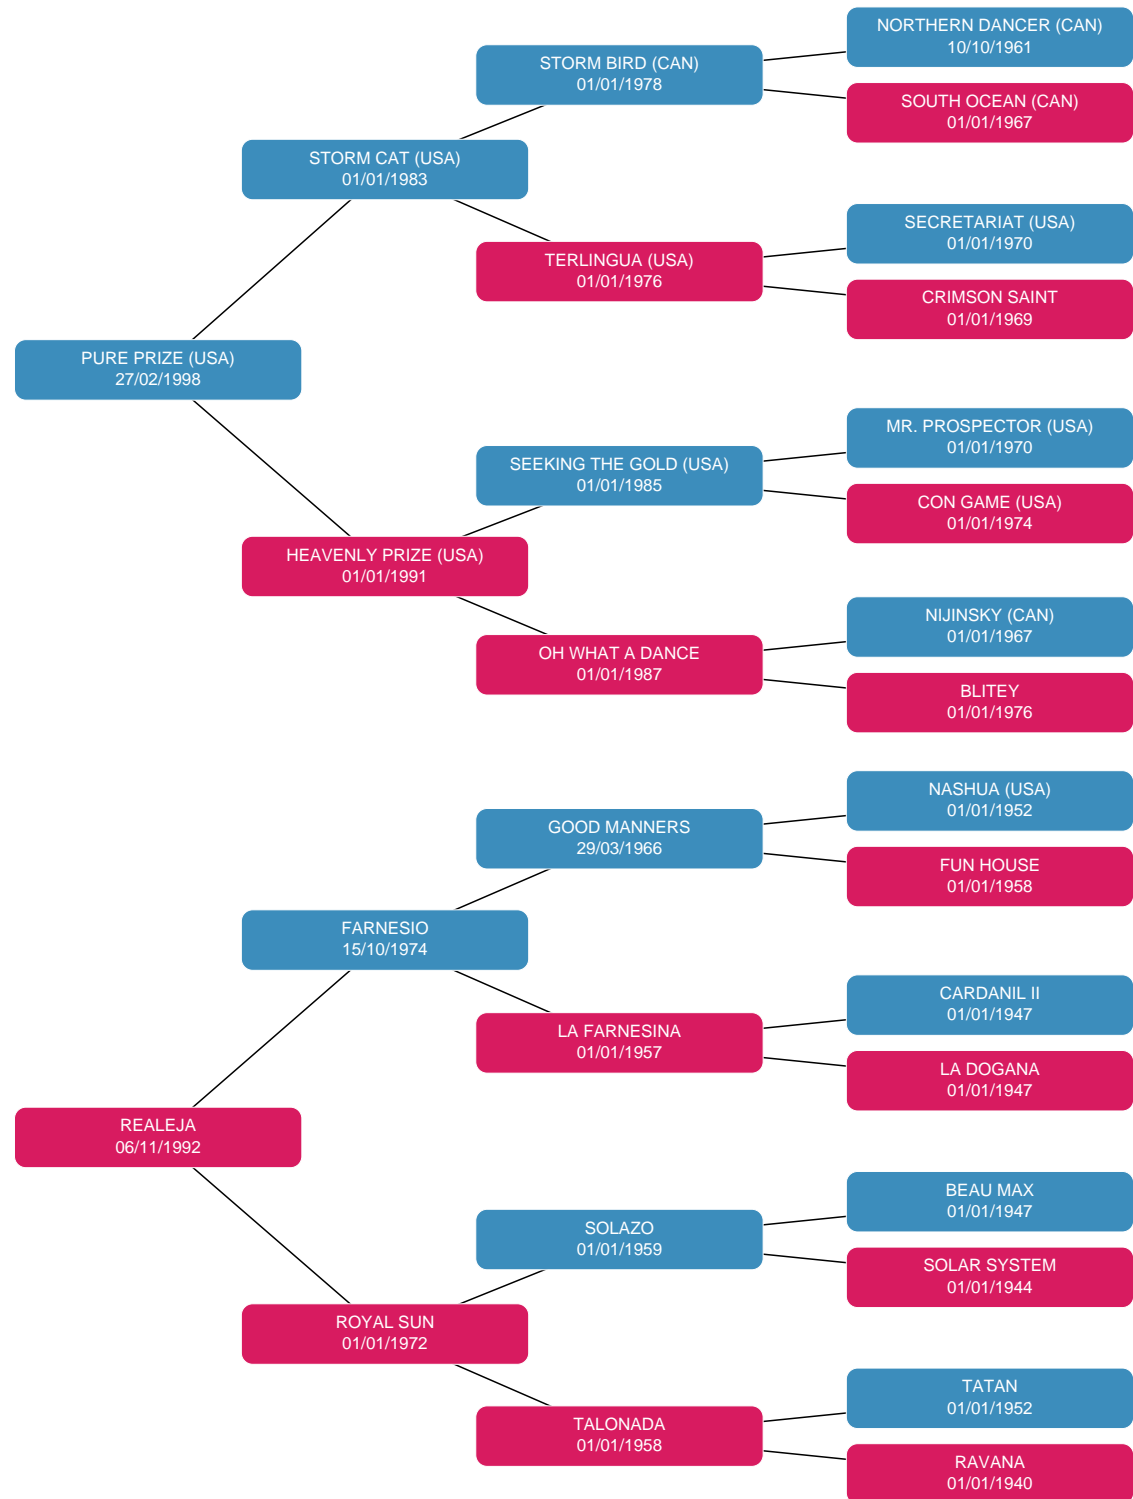 NORTHERN DANCER (CAN)
10/10/1961
STORM BIRD (CAN)
01/01/1978
SOUTH OCEAN (CAN)
01/01/1967
STORM CAT (USA)
01/01/1983
SECRETARIAT (USA)
01/01/1970
TERLINGUA (USA)
01/01/1976
CRIMSON SAINT
01/01/1969
PURE PRIZE (USA)
27/02/1998
MR. PROSPECTOR (USA)
01/01/1970
SEEKING THE GOLD (USA)
01/01/1985
CON GAME (USA)
01/01/1974
HEAVENLY PRIZE (USA)
01/01/1991
NIJINSKY (CAN)
01/01/1967
OH WHAT A DANCE
01/01/1987
BLITEY
01/01/1976
NASHUA (USA)
01/01/1952
GOOD MANNERS
29/03/1966
FUN HOUSE
01/01/1958
FARNESIO
15/10/1974
CARDANIL II
01/01/1947
LA FARNESINA
01/01/1957
LA DOGANA
01/01/1947
REALEJA
06/11/1992
BEAU MAX
01/01/1947
SOLAZO
01/01/1959
SOLAR SYSTEM
01/01/1944
ROYAL SUN
01/01/1972
TATAN
01/01/1952
TALONADA
01/01/1958
RAVANA
01/01/1940